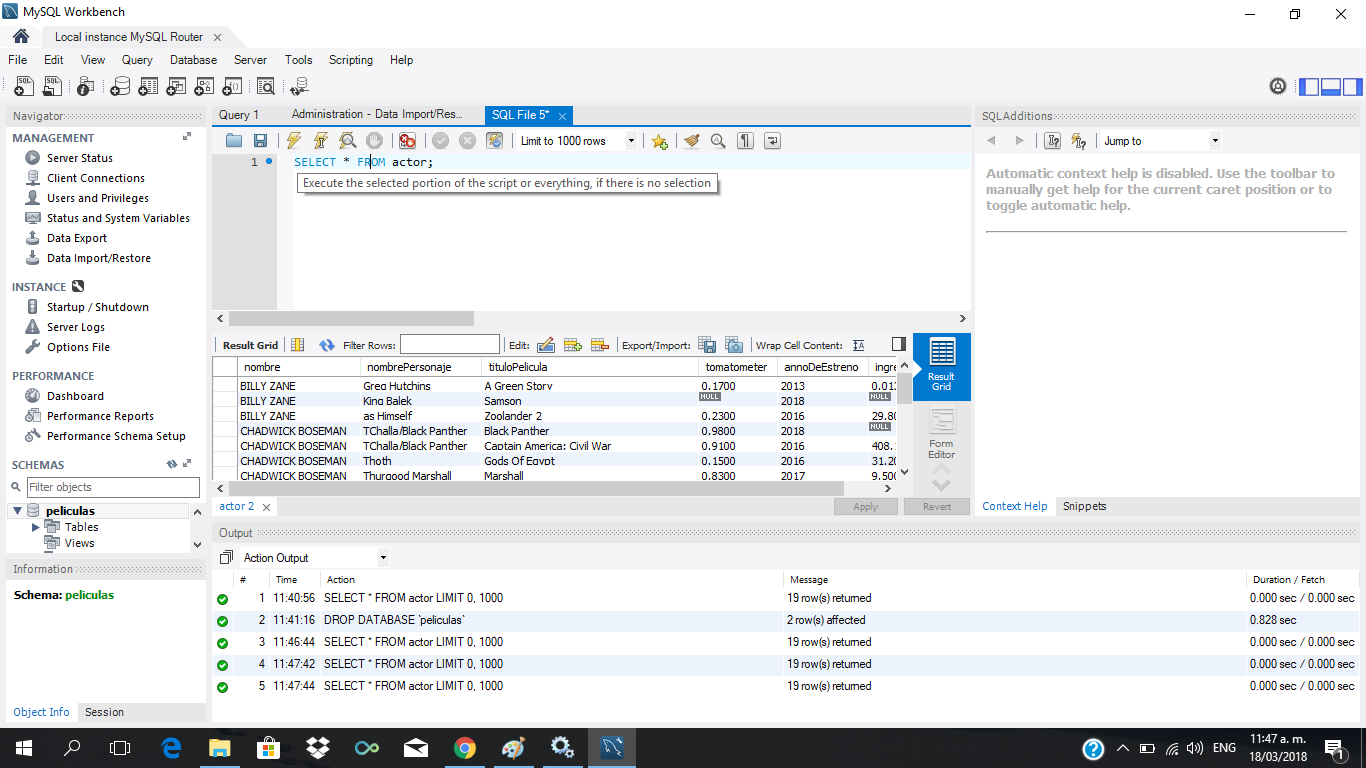 MySQL Workbench
Local instance MySQL Router
File Edit View Query Database Server Tools Scripting Help
Navigator
MANAGEMENT
Server Status
Client Connections
Users and Privileges
Status and System Variables
Data Export
Data Import/Restore
INSTANCE
Startup / Shutdown
Server Logs
Options File
PERFORMANCE
Dashboard
Performance Reports
Performance Schema Setup
SCHEMAS
Filter objects
peliculas
Tables
Views
Information
Schema: peliculas
Object Info Session
Query 1 Administration - Data Import/Res... SQL File 5*
Limit to 1000 rows
1 SELECT * FROM actor;
Execute the selected portion of the script or everything, if there is no selection
Result Grid Filter Rows: Edit: Export/Import: Wrap Cell Content:
nombre nombrePersonaje tituloPelicula tomatometer annoDeEstreno ingre
BILLY ZANE Greg Hutchins A Green Story 0.1700 2013 0.013
BILLY ZANE King Balek Samson NULL 2018 NULL
BILLY ZANE as Himself Zoolander 2 0.2300 2016 29.80
CHADWICK BOSEMAN TChalla/Black Panther Black Panther 0.9800 2018 NULL
CHADWICK BOSEMAN TChalla/Black Panther Captain America: Civil War 0.9100 2016 408.
CHADWICK BOSEMAN Thoth Gods Of Egypt 0.1500 2016 31.20
CHADWICK BOSEMAN Thurgood Marshall Marshall 0.8300 2017 9.500
Result Grid
Form Editor
actor 2 Apply Revert
SQLAdditions
Jump to
Automatic context help is disabled. Use the toolbar to
manually get help for the current caret position or to
toggle automatic help.
Context Help Snippets
Output
Action Output
# Time Action Message Duration / Fetch
1 11:40:56 SELECT * FROM actor LIMIT 0, 1000 19 row(s) returned 0.000 sec / 0.000 sec
2 11:41:16 DROP DATABASE `peliculas` 2 row(s) affected 0.828 sec
3 11:46:44 SELECT * FROM actor LIMIT 0, 1000 19 row(s) returned 0.000 sec / 0.000 sec
4 11:47:42 SELECT * FROM actor LIMIT 0, 1000 19 row(s) returned 0.000 sec / 0.000 sec
5 11:47:44 SELECT * FROM actor LIMIT 0, 1000 19 row(s) returned 0.000 sec / 0.000 sec
ENG
11:47 a. m.
18/03/2018
1